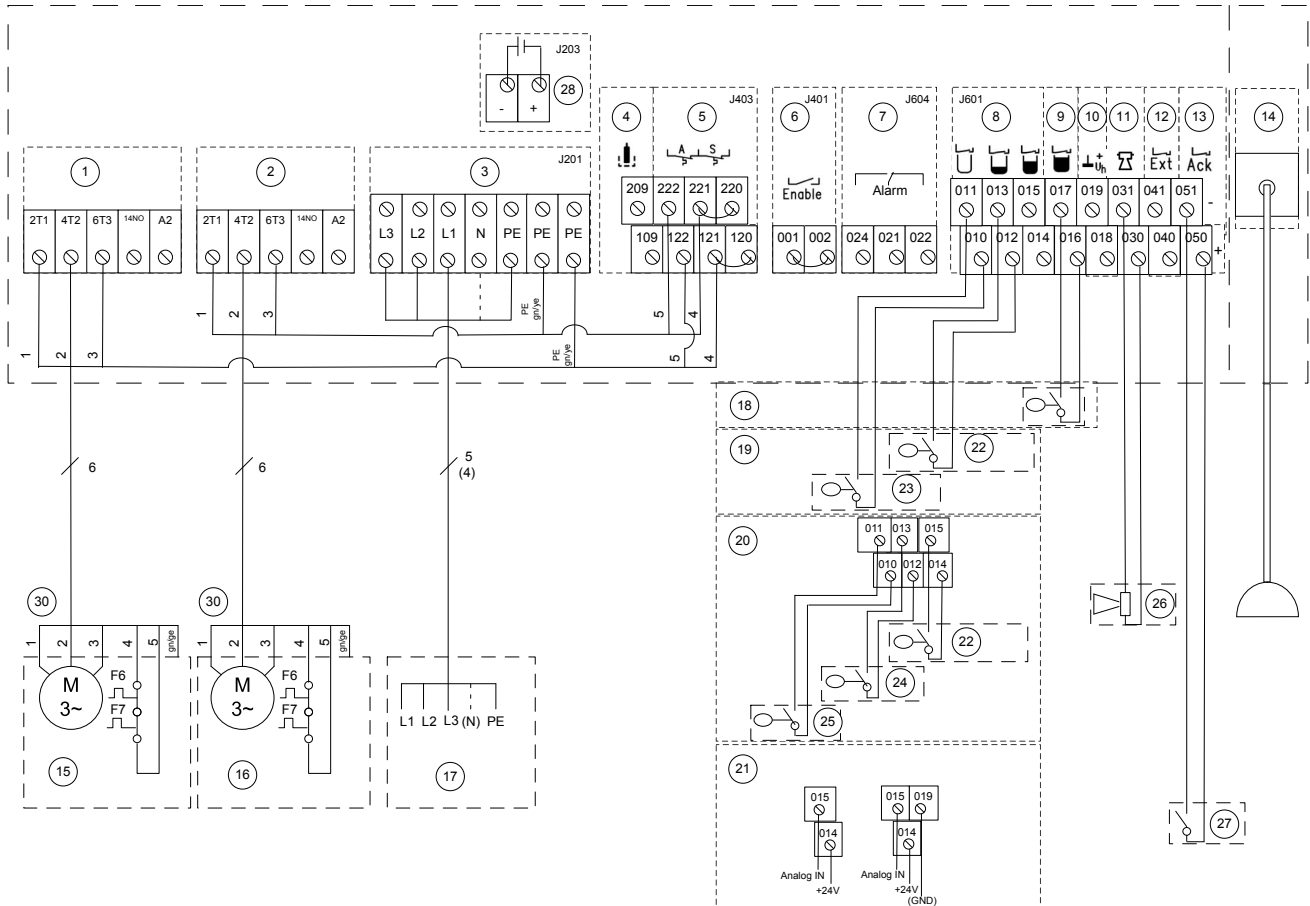 J203
28
- +
4 5 J403
6 J401
7 J604
J601 8 9 10 11 12 13
14
1
2
3 J201
A S
Enable
Alarm
+
Uh
Ext
Ack
2T1 4T2 6T3 14NO A2
2T1 4T2 6T3 14NO A2
L3 L2 L1 N PE PE PE
209 222 221 220
109 122 121 120
001 002
024 021 022
011 013 015 017 019 031 041 051 -
010 012 014 016 018 030 040 050 +
1 2 3
PE
gn/ye
5 4
1 2 3
PE
gn/ye
5 4
18
19
22
23
6
6
5
(4)
20
011 013 015
010 012 014
22
24
25
26
30
30
1 2 3 4 5 gn/ge
1 2 3 4 5 gn/ge
M
3~
F6
F7
M
3~
F6
F7
L1 L2 L3 (N) PE
15
16
17
21
27
015
014
Analog IN
+24V
015 019
014
Analog IN
+24V
(GND)